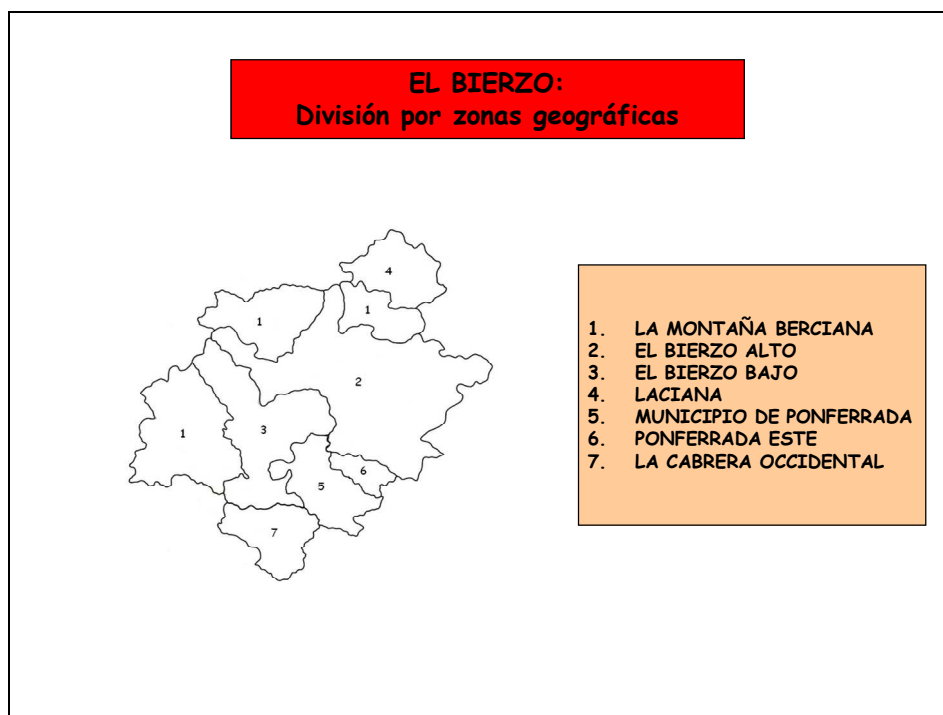 EL BIERZO:
División por zonas geográficas
4
1
1
2
1
3
6
5
7
1. LA MONTAÑA BERCIANA
2. EL BIERZO ALTO
3. EL BIERZO BAJO
4. LACIANA
5. MUNICIPIO DE PONFERRADA
6. PONFERRADA ESTE
7. LA CABRERA OCCIDENTAL